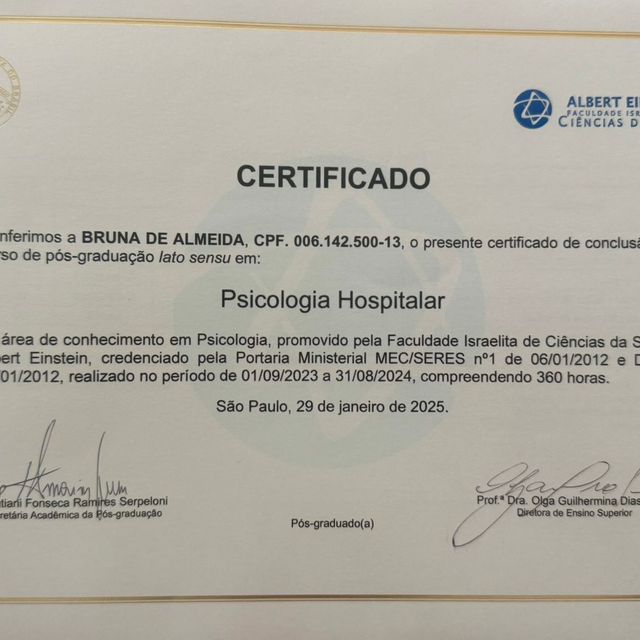 ALBERT EI
FACULDADE ISR
CIÊNCIAS D
CERTIFICADO
nferimos a BRUNA DE ALMEIDA, CPF. 006.142.500-13, o presente certificado de conclusã
rso de pós-graduação lato sensu em:
Psicologia Hospitalar
área de conhecimento em Psicologia, promovido pela Faculdade Israelita de Ciências da S
bert Einstein, credenciado pela Portaria Ministerial MEC/SERES nº1 de 06/01/2012 e D
/01/2012, realizado no período de 01/09/2023 a 31/08/2024, compreendendo 360 horas.
São Paulo, 29 de janeiro de 2025.
tiani Fonseca Ramires Serpeloni
retária Acadêmica da Pós-graduação
Prof.ª Dra. Olga Guilhermina Dias
Diretora de Ensino Superior
Pós-graduado(a)